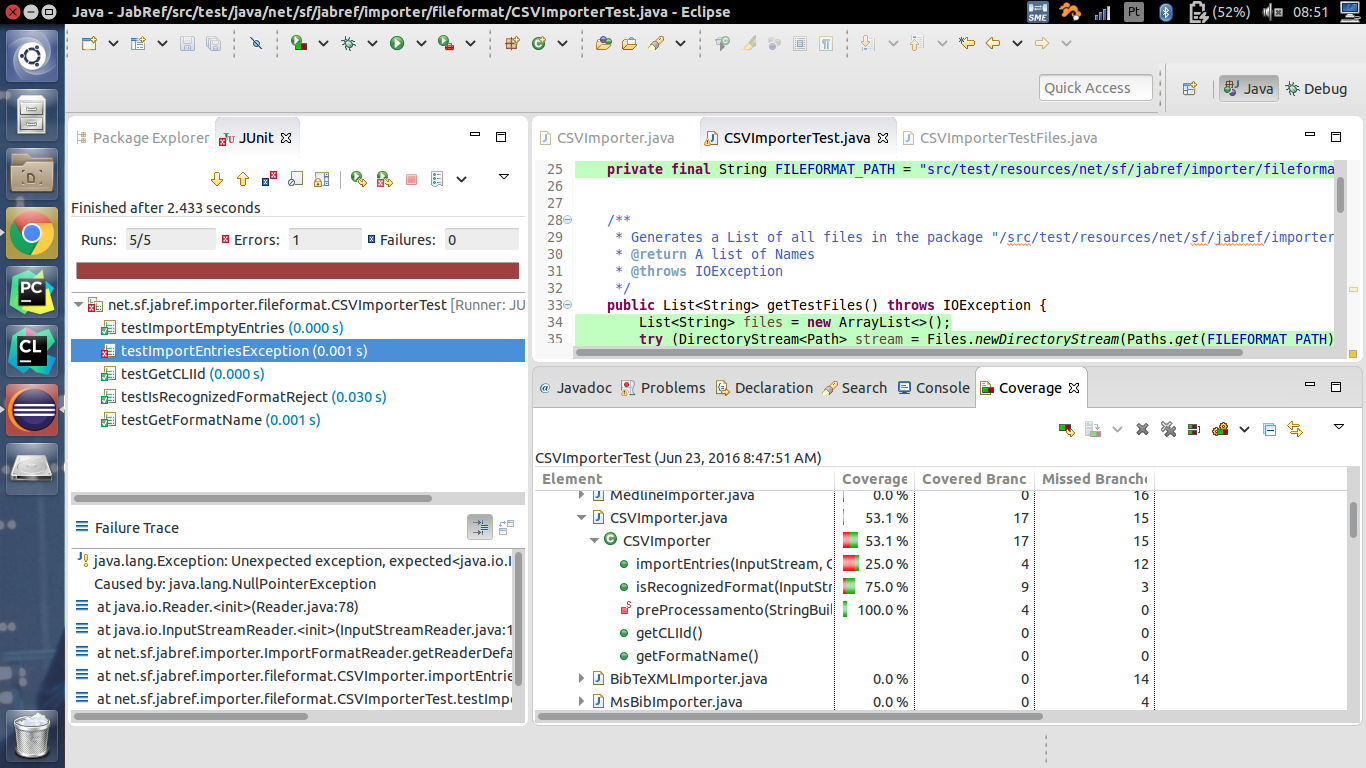 Java - JabRef/src/test/java/net/sf/jabref/importer/fileformat/CSVImporterTest.java - Eclipse
SME
Pt
(52%)
08:51
Quick Access
Java
Debug
Package Explorer
JUnit
Finished after 2.433 seconds
Runs: 5/5
Errors: 1
Failures: 0
net.sf.jabref.importer.fileformat.CSVImporterTest [Runner: JU
testImportEmptyEntries (0.000 s)
testImportEntriesException (0.001 s)
testGetCLIId (0.000 s)
testIsRecognizedFormatReject (0.030 s)
testGetFormatName (0.001 s)
Failure Trace
java.lang.Exception: Unexpected exception, expected<java.io.I
Caused by: java.lang.NullPointerException
at java.io.Reader.<init>(Reader.java:78)
at java.io.InputStreamReader.<init>(InputStreamReader.java:1
at net.sf.jabref.importer.ImportFormatReader.getReaderDefa
at net.sf.jabref.importer.fileformat.CSVImporter.importEntrie
at net.sf.jabref.importer.fileformat.CSVImporterTest.testImpo
CSVImporter.java
CSVImporterTest.java
CSVImporterTestFiles.java
25 private final String FILEFORMAT_PATH = "src/test/resources/net/sf/jabref/importer/fileforma
26
27
28 /**
29 * Generates a List of all files in the package "/src/test/resources/net/sf/jabref/importer
30 * @return A list of Names
31 * @throws IOException
32 */
33 public List<String> getTestFiles() throws IOException {
34 List<String> files = new ArrayList<>();
35 try (DirectoryStream<Path> stream = Files.newDirectoryStream(Paths.get(FILEFORMAT_PATH)
Javadoc
Problems
Declaration
Search
Console
Coverage
CSVImporterTest (Jun 23, 2016 8:47:51 AM)
Element Coverage Covered Branc Missed Branche
MedlineImporter.java 0.0 % 0 16
CSVImporter.java 53.1 % 17 15
CSVImporter 53.1 % 17 15
importEntries(InputStream, C 25.0 % 4 12
isRecognizedFormat(InputStr 75.0 % 9 3
preProcessamento(StringBuil 100.0 % 4 0
getCLIId() 0 0
getFormatName() 0 0
BibTeXMLImporter.java 0.0 % 0 14
MsBibImporter.java 0.0 % 0 4
PC
CL